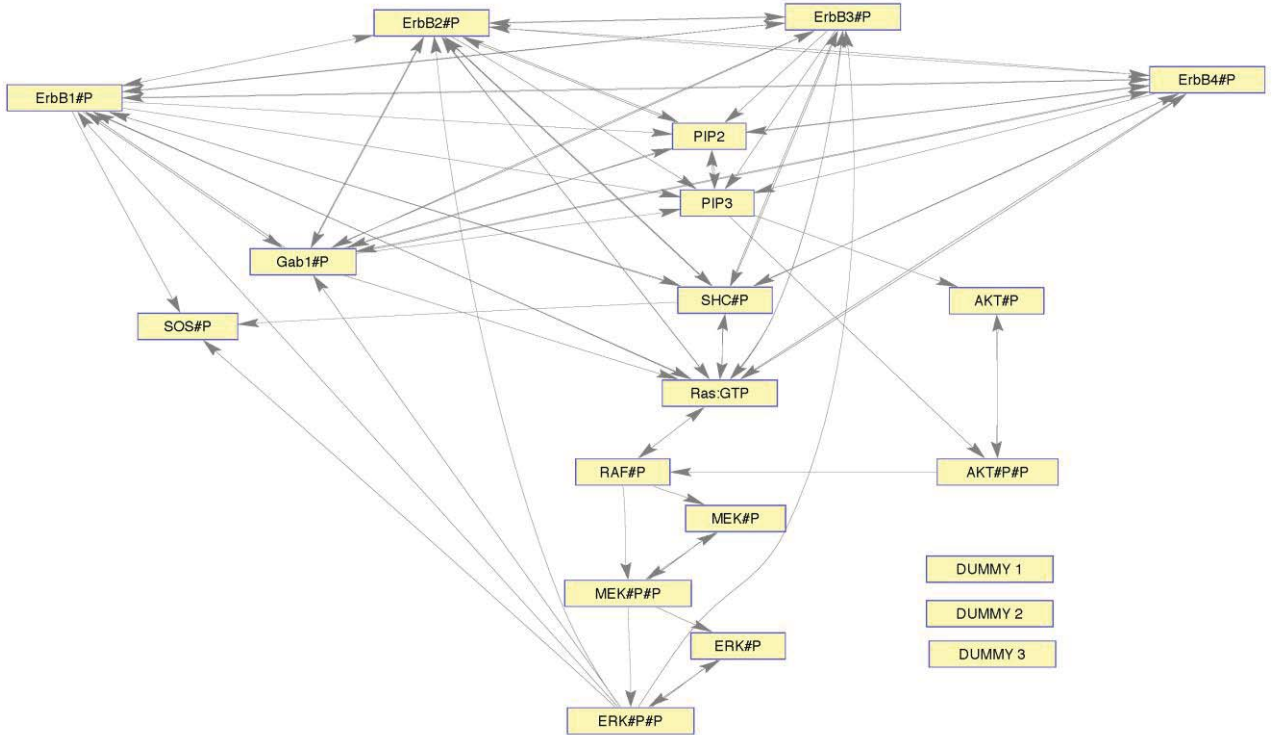 ErbB3#P
ErbB2#P
ErbB4#P
ErbB1#P
PIP2
PIP3
Gab1#P
SHC#P
AKT#P
SOS#P
Ras:GTP
RAF#P
AKT#P#P
MEK#P
DUMMY 1
MEK#P#P
DUMMY 2
ERK#P
DUMMY 3
ERK#P#P